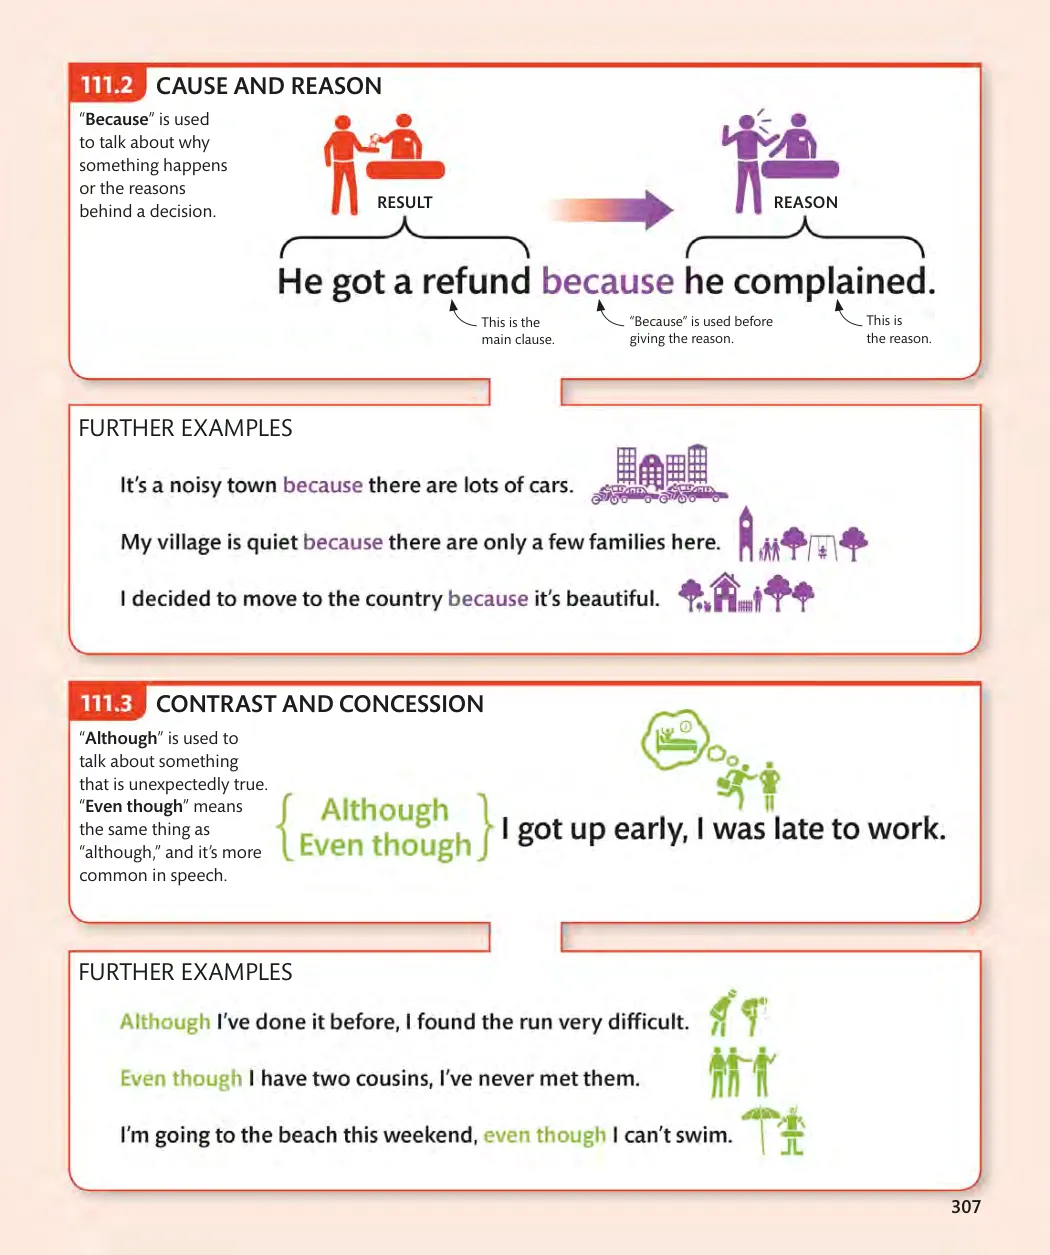 111.2 CAUSE AND REASON
“Because” is used
to talk about why
something happens
or the reasons
behind a decision.
RESULT
REASON
He got a refund because he complained.
This is the
main clause.
“Because” is used before
giving the reason.
This is
the reason.
FURTHER EXAMPLES
It’s a noisy town because there are lots of cars.
My village is quiet because there are only a few families here.
I decided to move to the country because it’s beautiful.
111.3 CONTRAST AND CONCESSION
“Although” is used to
talk about something
that is unexpectedly true.
“Even though” means
the same thing as
“although,” and it’s more
common in speech.
Although
Even though
I got up early, I was late to work.
FURTHER EXAMPLES
Although I’ve done it before, I found the run very difficult.
Even though I have two cousins, I’ve never met them.
I’m going to the beach this weekend, even though I can’t swim.
307